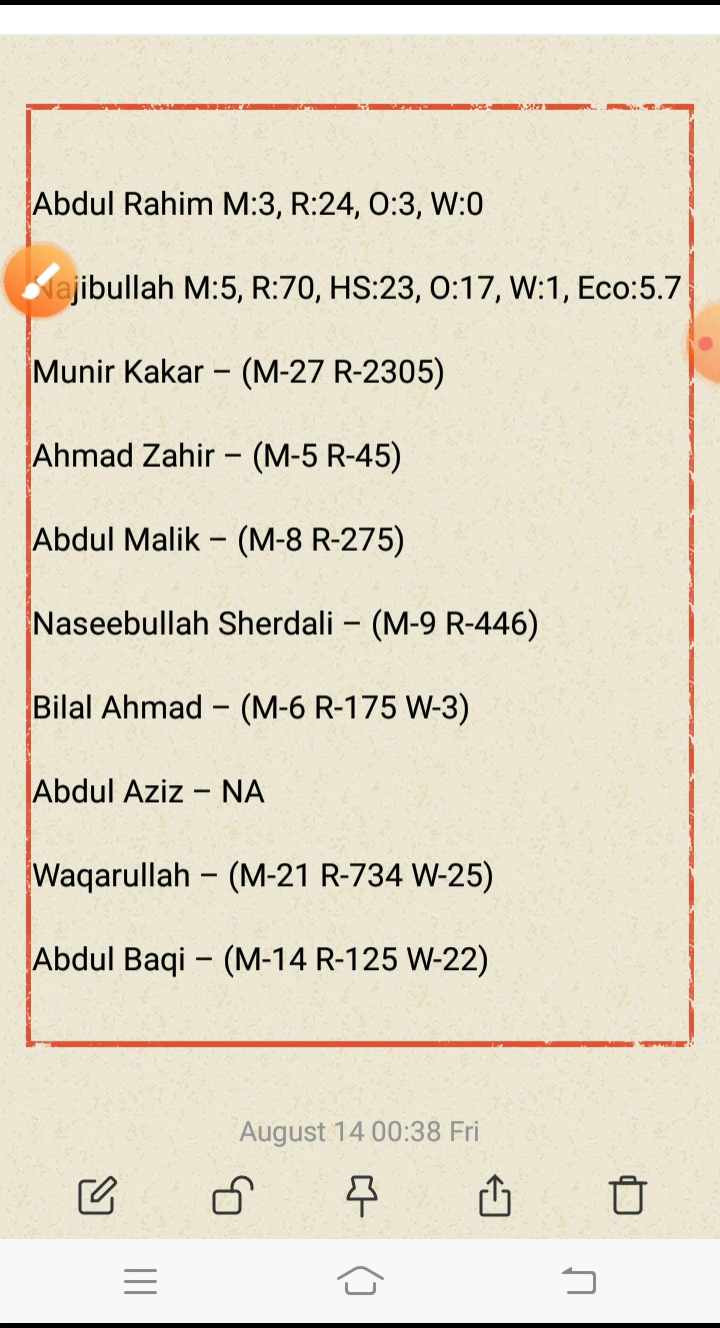 Abdul Rahim M:3, R:24, O:3, W:0
Najibullah M:5, R:70, HS:23, O:17, W:1, Eco:5.7
Munir Kakar – (M-27 R-2305)
Ahmad Zahir – (M-5 R-45)
Abdul Malik – (M-8 R-275)
Naseebullah Sherdali – (M-9 R-446)
Bilal Ahmad – (M-6 R-175 W-3)
Abdul Aziz – NA
Waqarullah – (M-21 R-734 W-25)
Abdul Baqi – (M-14 R-125 W-22)
August 14 00:38 Fri